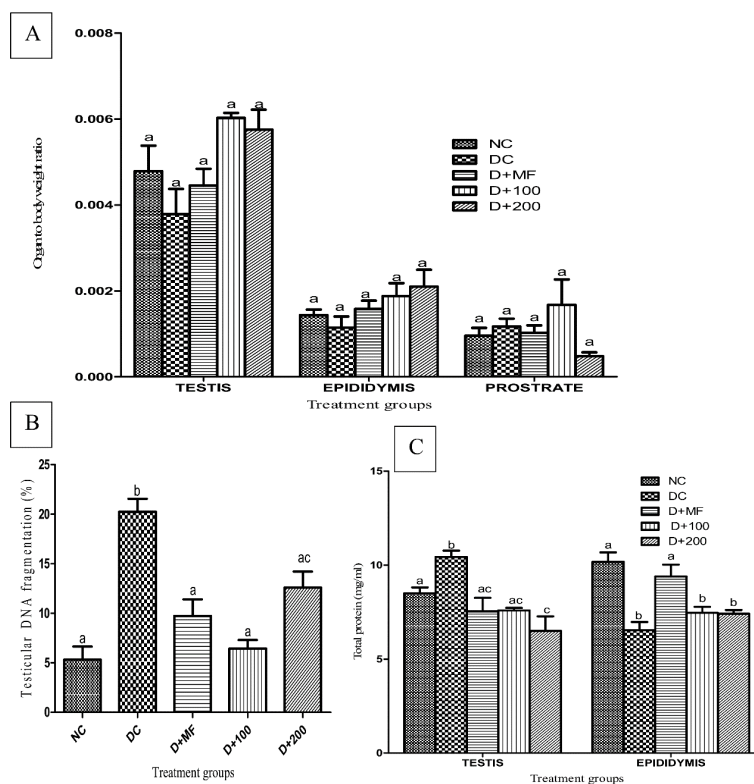 A
0.008
0.006
0.004
0.002
0.000
Organ to body weight ratio
a a a a a
a a a a a
a a a a a
NC
DC
D+MF
D+100
D+200
TESTIS EPIDIDYMIS PROSTRATE
Treatment groups
B
25
20
15
10
5
0
Testicular DNA fragmentation (%)
a b a a ac
NC DC D+MF D+100 D+200
Treatment groups
C
15
10
5
0
Total protein (mg/ml)
NC
DC
D+MF
D+100
D+200
a b ac ac c
a b a b b
TESTIS EPIDIDYMIS
Treatment groups